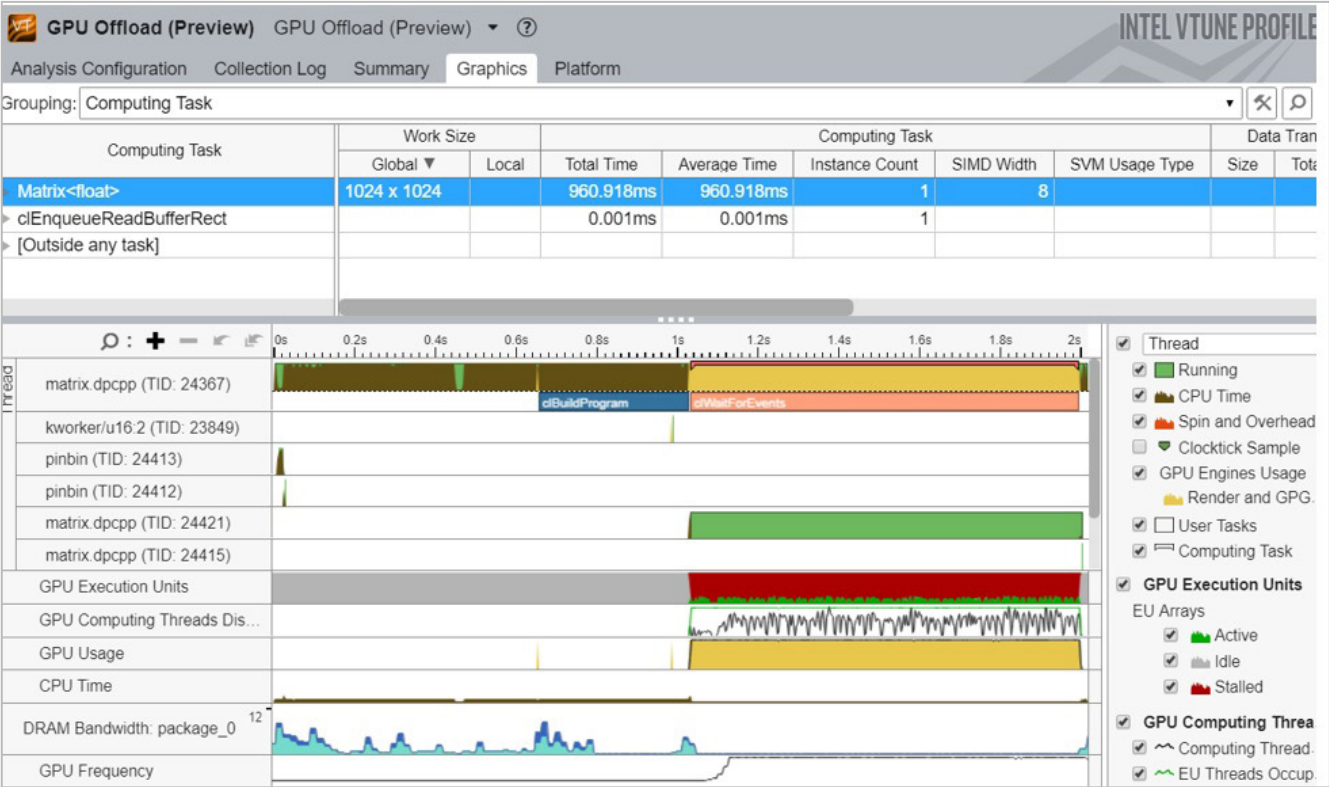 GPU Offload (Preview) GPU Offload (Preview) INTEL VTUNE PROFILE
Analysis Configuration Collection Log Summary Graphics Platform
Grouping: Computing Task
Computing Task Work Size Computing Task Data Tran
Global Local Total Time Average Time Instance Count SIMD Width SVM Usage Type Size Tota
Matrix<float> 1024 x 1024 960.918ms 960.918ms 1 8
clEnqueueReadBufferRect 0.001ms 0.001ms 1
[Outside any task]
0s 0.2s 0.4s 0.6s 0.8s 1s 1.2s 1.4s 1.6s 1.8s 2s
Thread
Thread
matrix.dpcpp (TID: 24367)
clBuildProgram clWaitForEvents
kworker/u16:2 (TID: 23849)
pinbin (TID: 24413)
pinbin (TID: 24412)
matrix.dpcpp (TID: 24421)
matrix.dpcpp (TID: 24415)
GPU Execution Units
GPU Computing Threads Dis...
GPU Usage
CPU Time
DRAM Bandwidth: package_0 12
GPU Frequency
Running
CPU Time
Spin and Overhead
Clocktick Sample
GPU Engines Usage
Render and GPG.
User Tasks
Computing Task
GPU Execution Units
EU Arrays
Active
Idle
Stalled
GPU Computing Threa
Computing Thread.
EU Threads Occup.